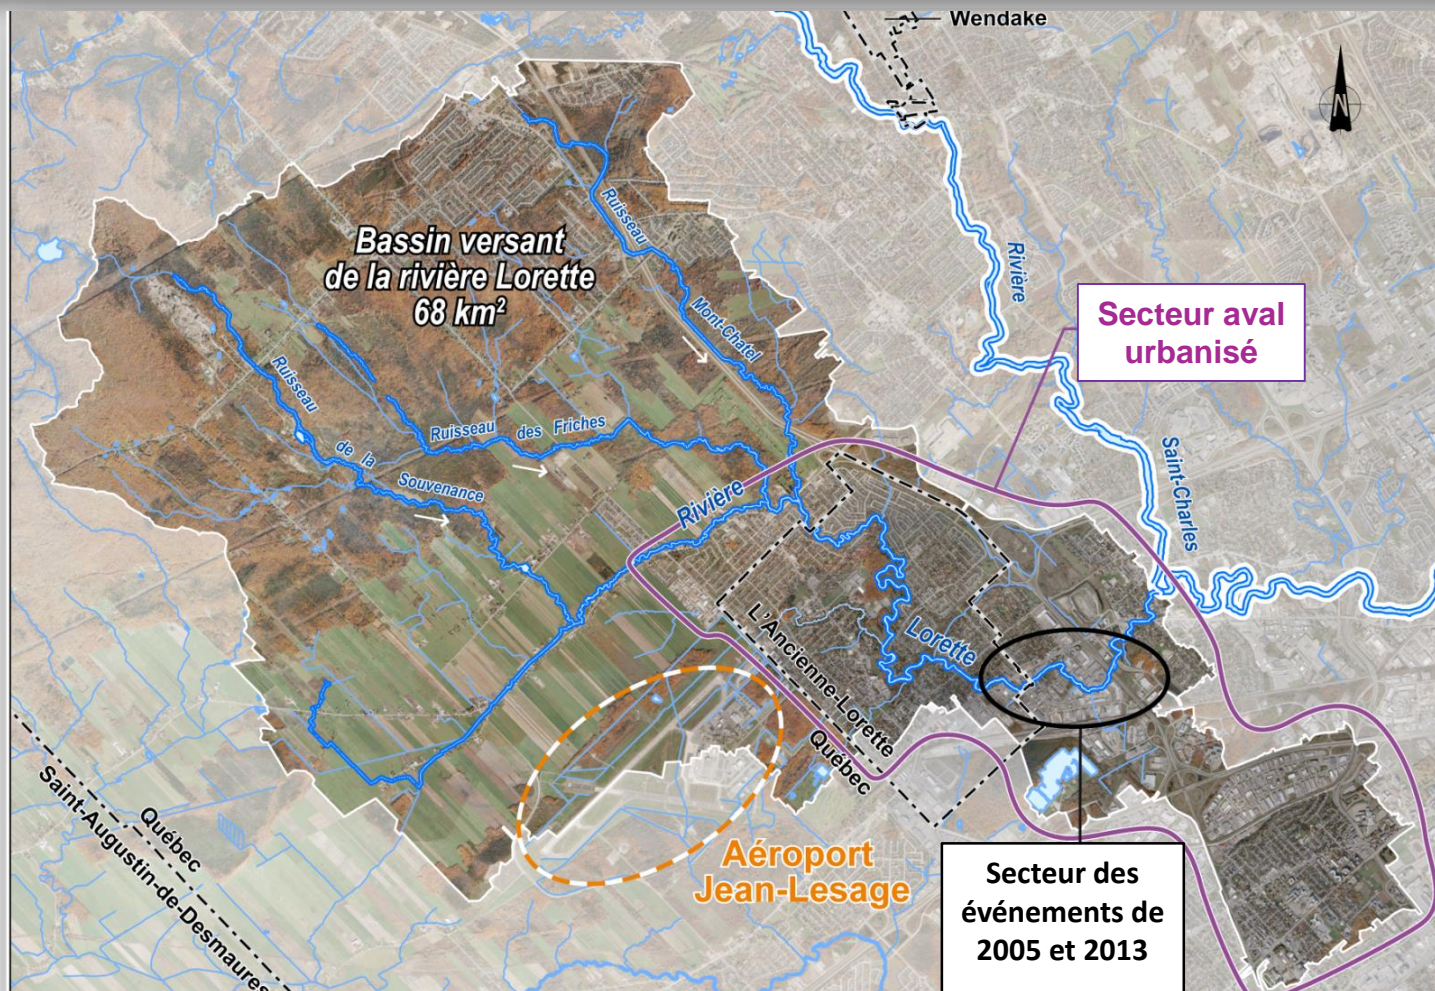 Wendake
N
Bassin versant
de la rivière Lorette
68 km²
Ruisseau
Mont-Chatel
Rivière
Saint-Charles
Secteur aval
urbanisé
Ruisseau
de la
Souvenance
Ruisseau des Friches
Rivière
Lorette
L'Ancienne-Lorette
Québec
Québec
Saint-Augustin-de-Desmaures
Aéroport
Jean-Lesage
Secteur des
événements de
2005 et 2013